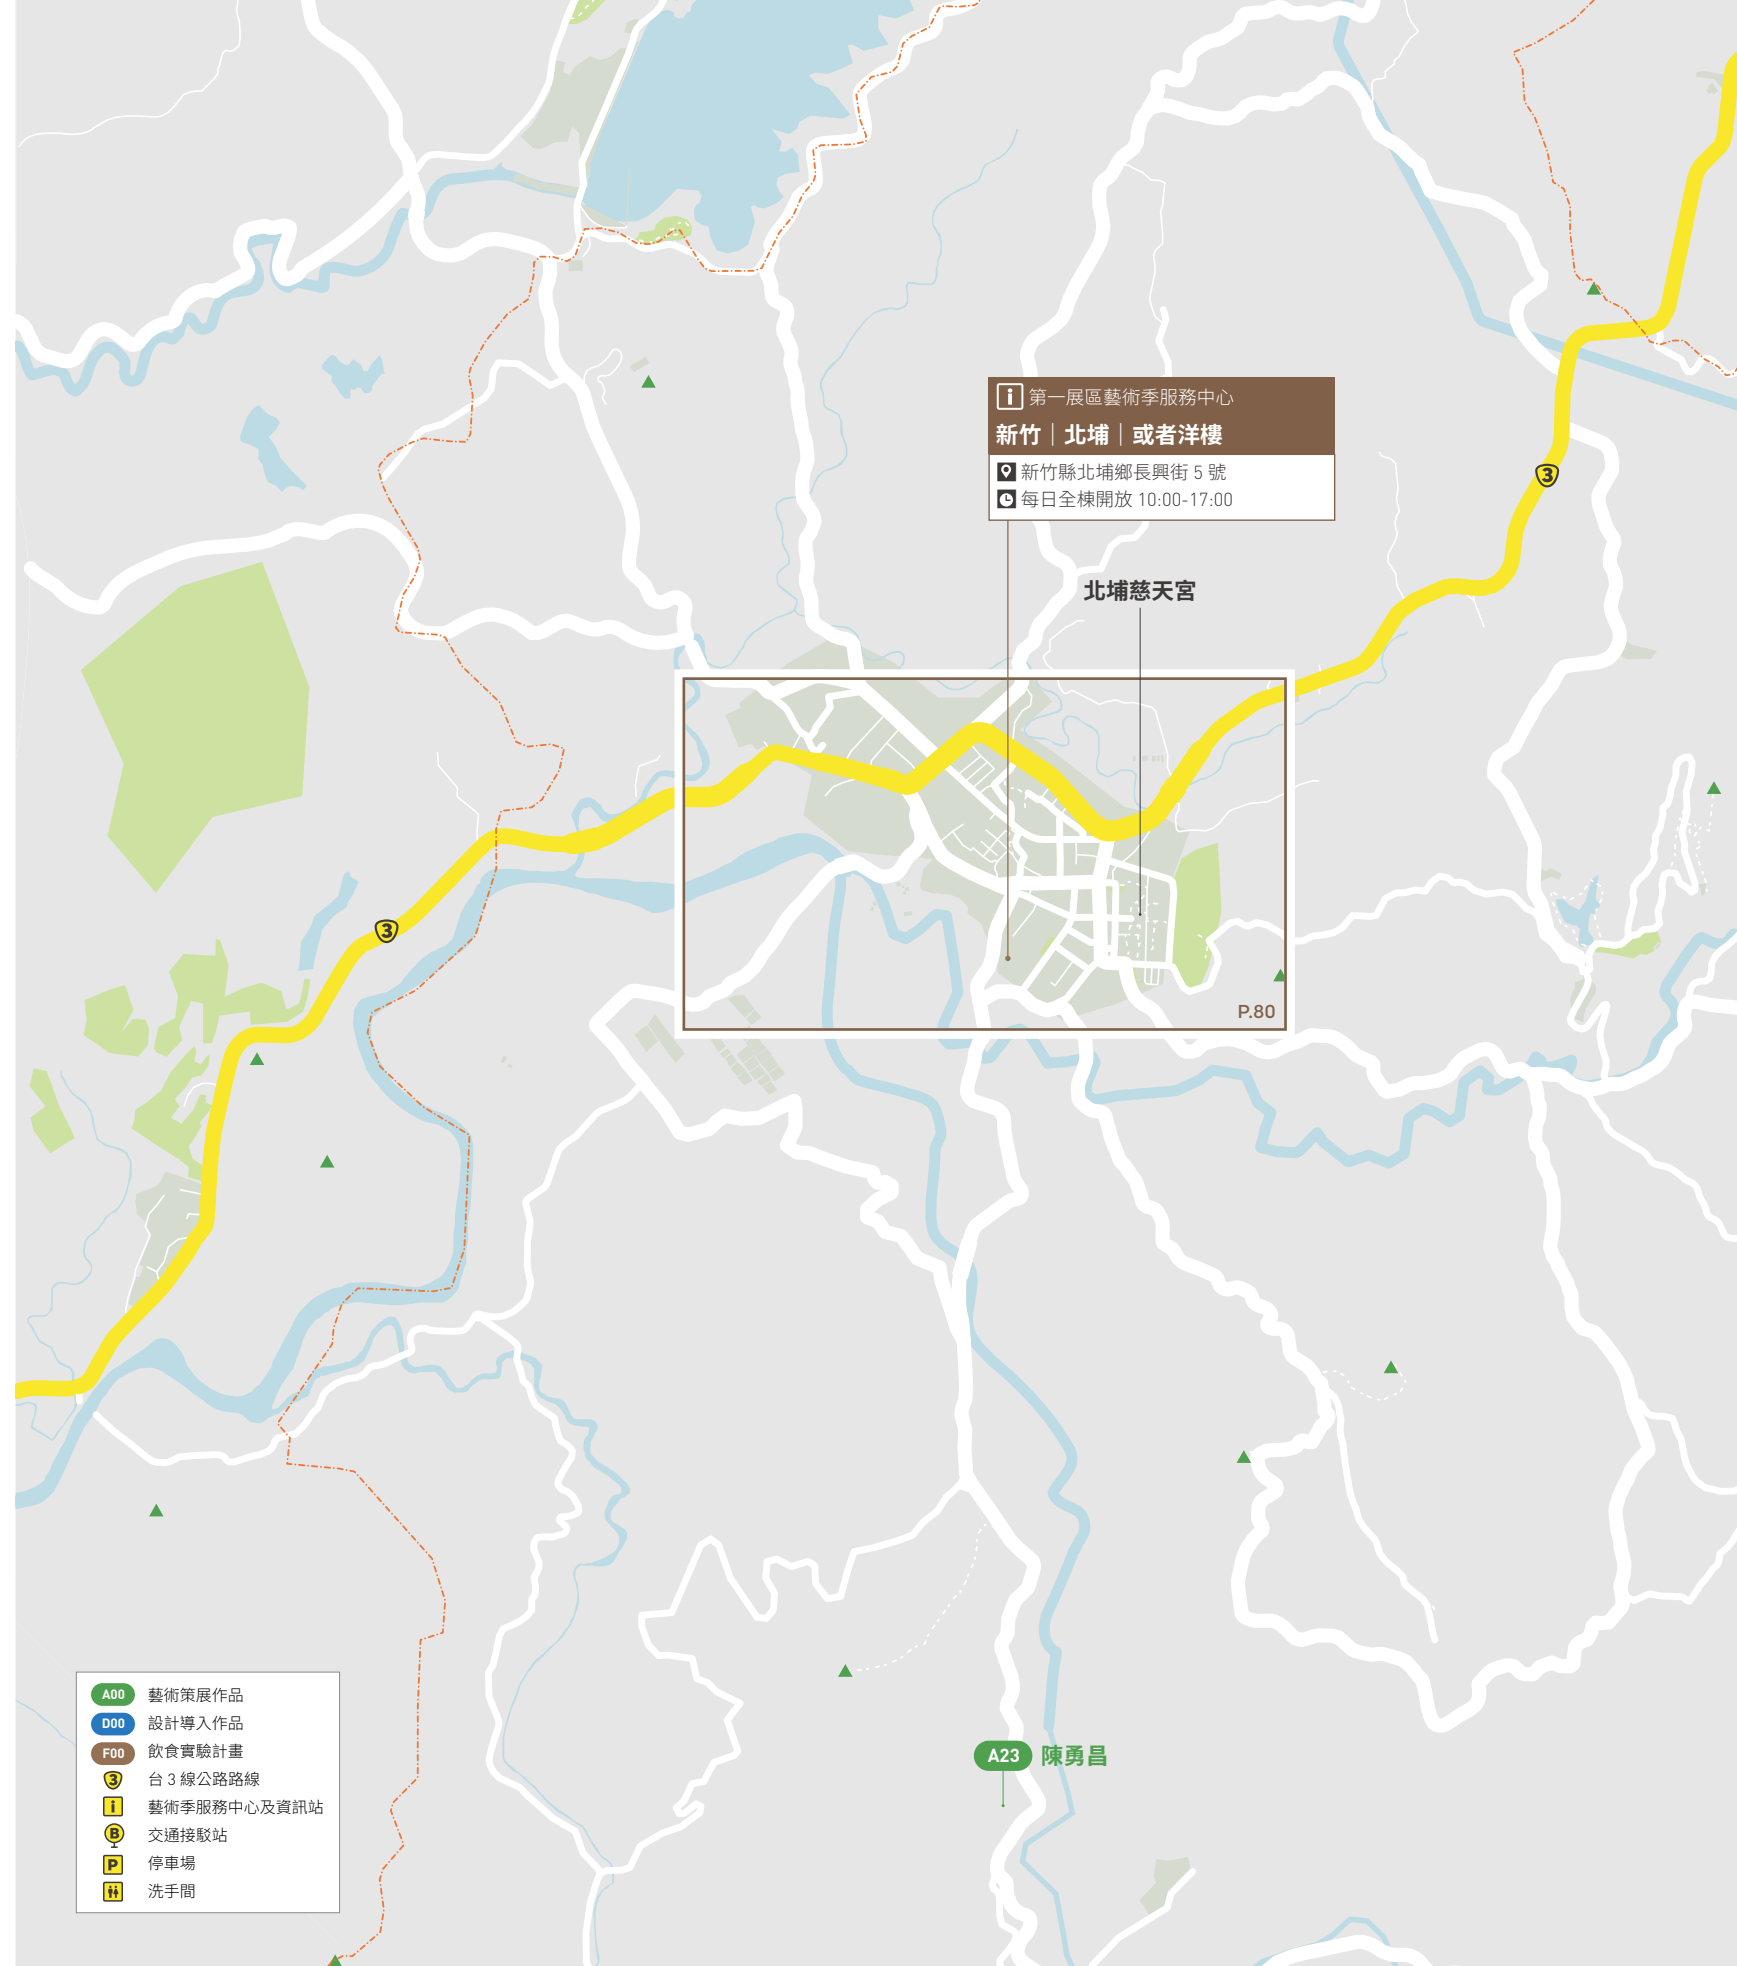 第一展區藝術季服務中心
新竹｜北埔｜或者洋樓
新竹縣北埔鄉長興街 5 號
每日全棟開放 10:00-17:00
3
北埔慈天宮
3
P.80
A23 陳勇昌
A00 藝術策展作品
D00 設計導入作品
F00 飲食實驗計畫
3 台 3 線公路路線
i 藝術季服務中心及資訊站
B 交通接駁站
P 停車場
洗手間